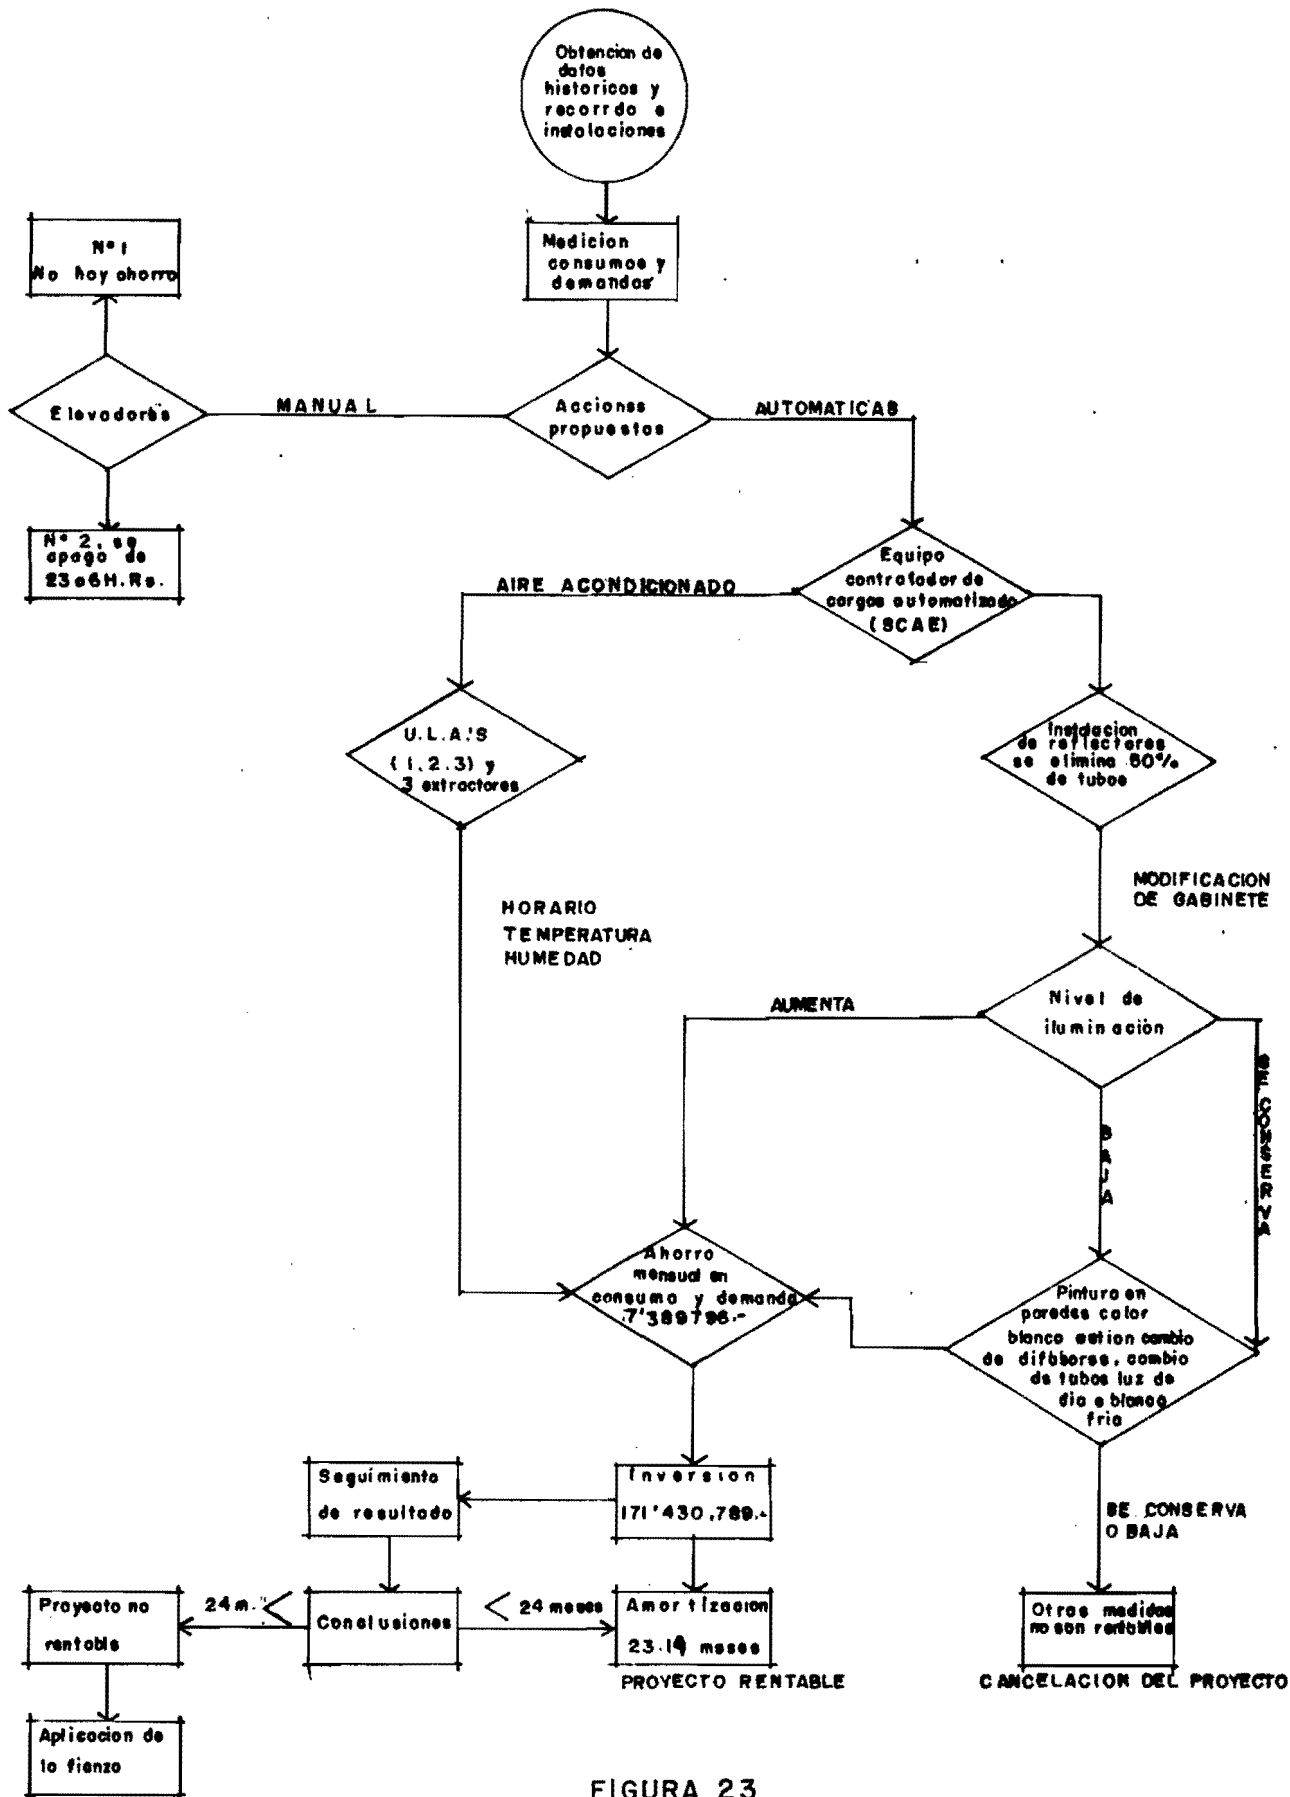 Obtencion de
datos
historicos y
recorrdo e
instalaciones
Medicion
consumos y
demandas
Nº 1
No hay ahorro
Elevadores
MANUAL
Acciones
propuestas
AUTOMATICAS
Nº 2, se
apago de
23 a 6 H.Rs.
Equipo
controlador de
cargas automatizado
(SCAE)
AIRE ACONDICIONADO
U.L.A.'S
(1,2.3) y
3 extractores
Instalacion
de reflectores
se elimina 50%
de tubos
MODIFICACION
DE GABINETE
HORARIO
TEMPERATURA
HUMEDAD
Nivel de
iluminación
AUMENTA
BAJA
SE CONSERVA
Ahorro
mensual en
consumo y demanda
7'389796.-
Pintura en
paredes color
blanco cambio
de cambio
de tubos luz de
dia a blanco
frio
Seguimiento
de resultado
Inversion
171'430,789.-
SE CONSERVA
O BAJA
Proyecto no
rentable
24 m. <
Conclusiones
< 24 meses
Amortizacion
23.19 meses
PROYECTO RENTABLE
Otras medidas
no son rentables
CANCELACION DEL PROYECTO
Aplicacion de
la fianza
FIGURA 23